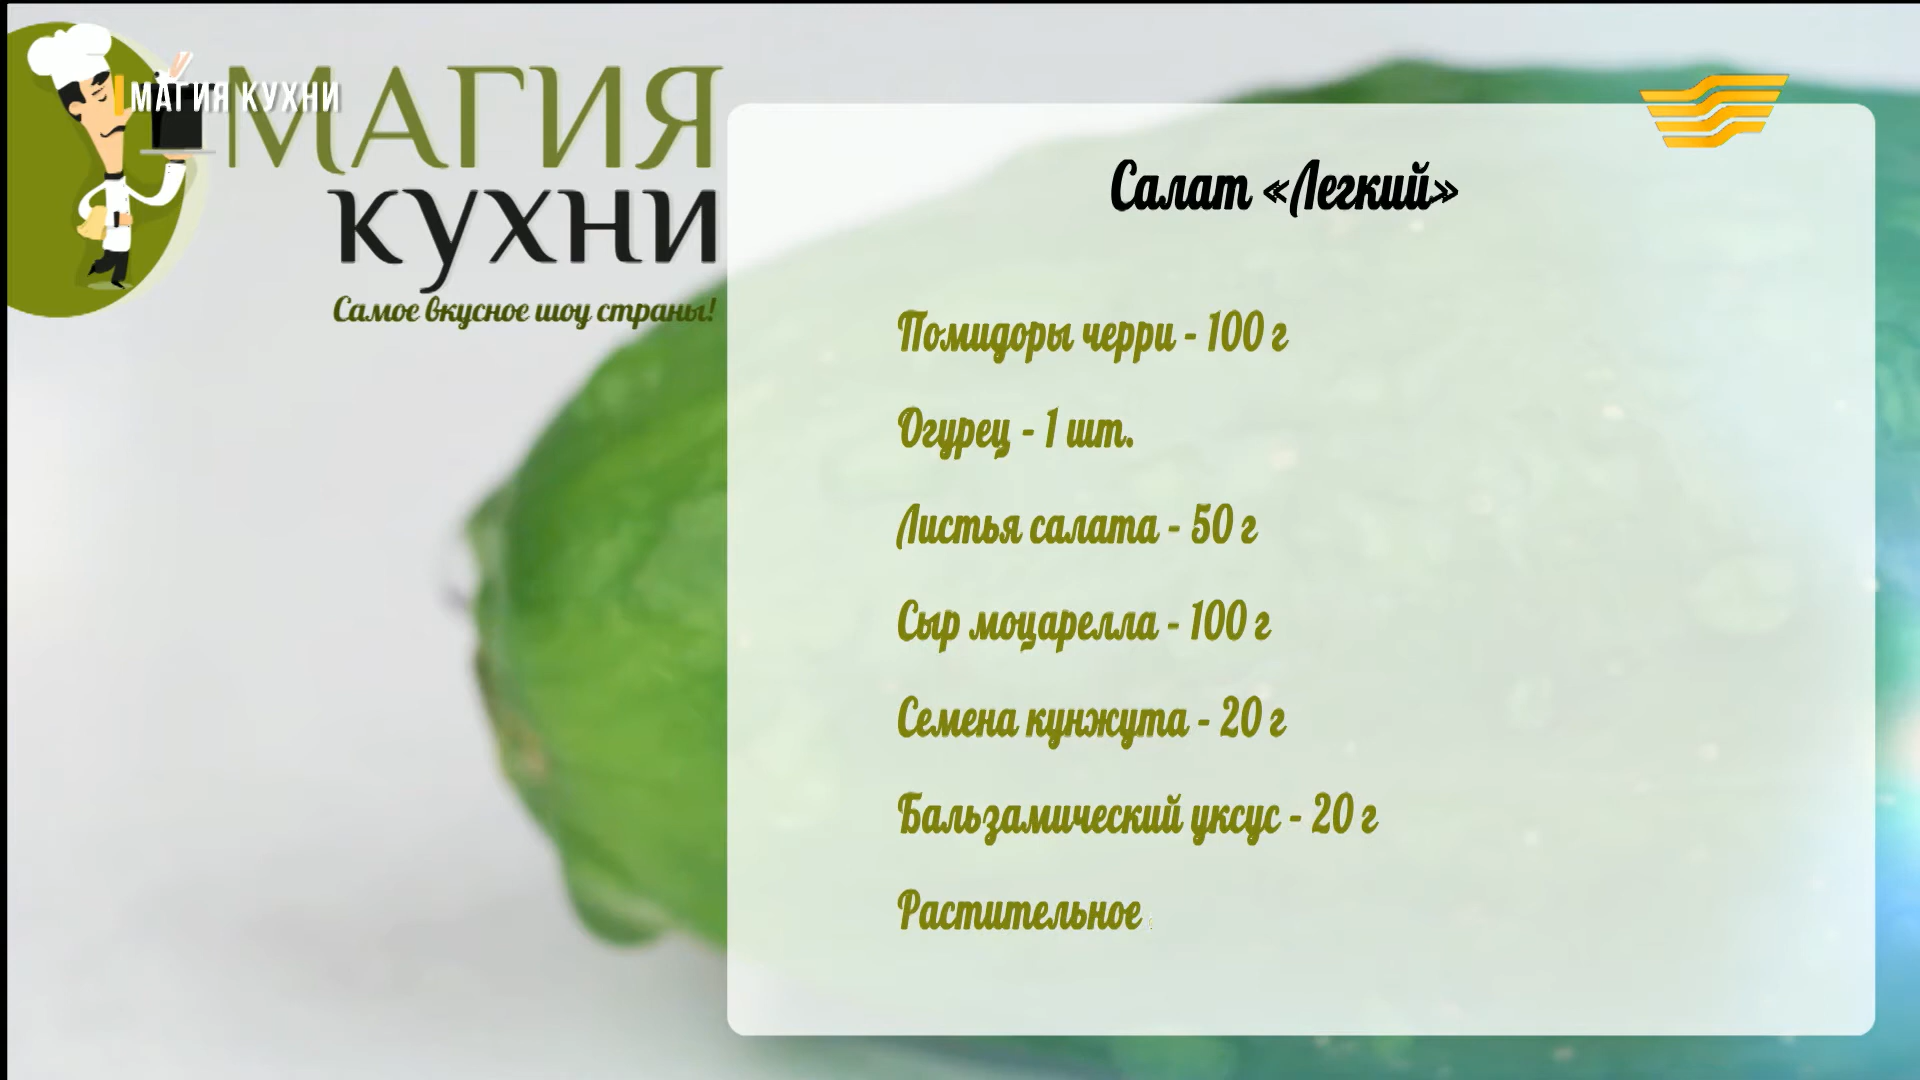 МАГИЯ
МАГИЯ КУХНИ
кухни
Самое вкусное шоу страны!
Салат «Легкий»
Помидоры черри - 100 г
Огурец - 1 шт.
Листья салата - 50 г
Сыр моцарелла - 100 г
Семена кунжута - 20 г
Бальзамический уксус - 20 г
Растительное